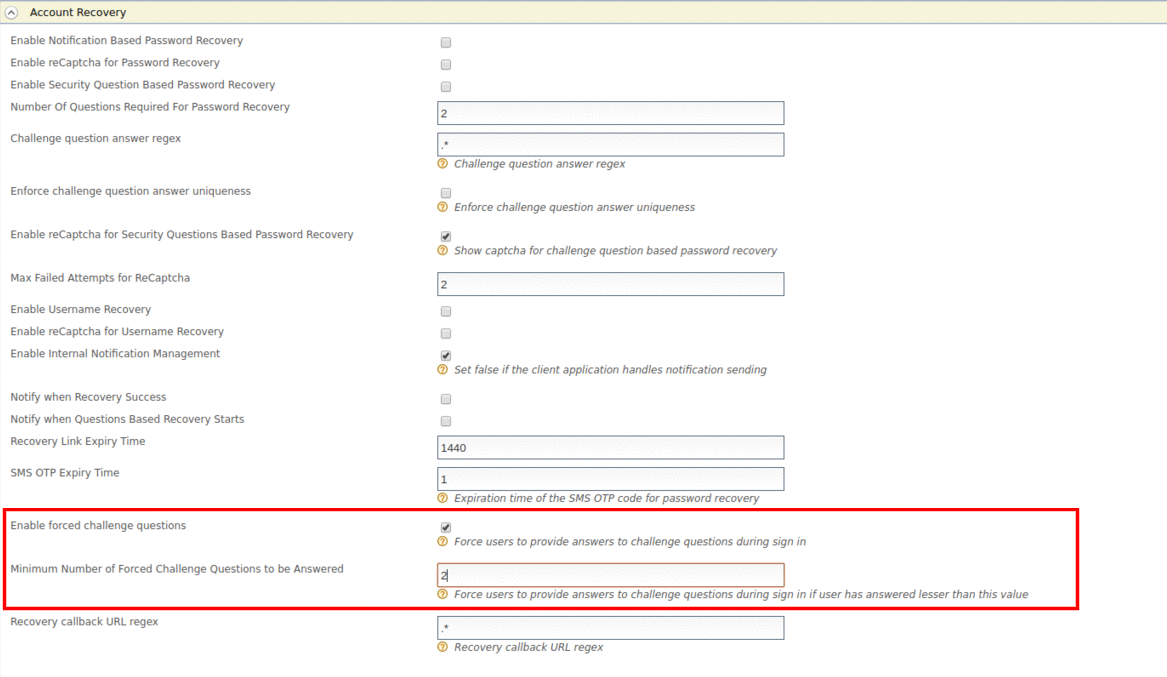 Account Recovery
Enable Notification Based Password Recovery
Enable reCaptcha for Password Recovery
Enable Security Question Based Password Recovery
Number Of Questions Required For Password Recovery
2
Challenge question answer regex
.*
Challenge question answer regex
Enforce challenge question answer uniqueness
Enforce challenge question answer uniqueness
Enable reCaptcha for Security Questions Based Password Recovery
Show captcha for challenge question based password recovery
Max Failed Attempts for ReCaptcha
2
Enable Username Recovery
Enable reCaptcha for Username Recovery
Enable Internal Notification Management
Set false if the client application handles notification sending
Notify when Recovery Success
Notify when Questions Based Recovery Starts
Recovery Link Expiry Time
1440
SMS OTP Expiry Time
1
Expiration time of the SMS OTP code for password recovery
Enable forced challenge questions
Force users to provide answers to challenge questions during sign in
Minimum Number of Forced Challenge Questions to be Answered
2
Force users to provide answers to challenge questions during sign in if user has answered lesser than this value
Recovery callback URL regex
.*
Recovery callback URL regex